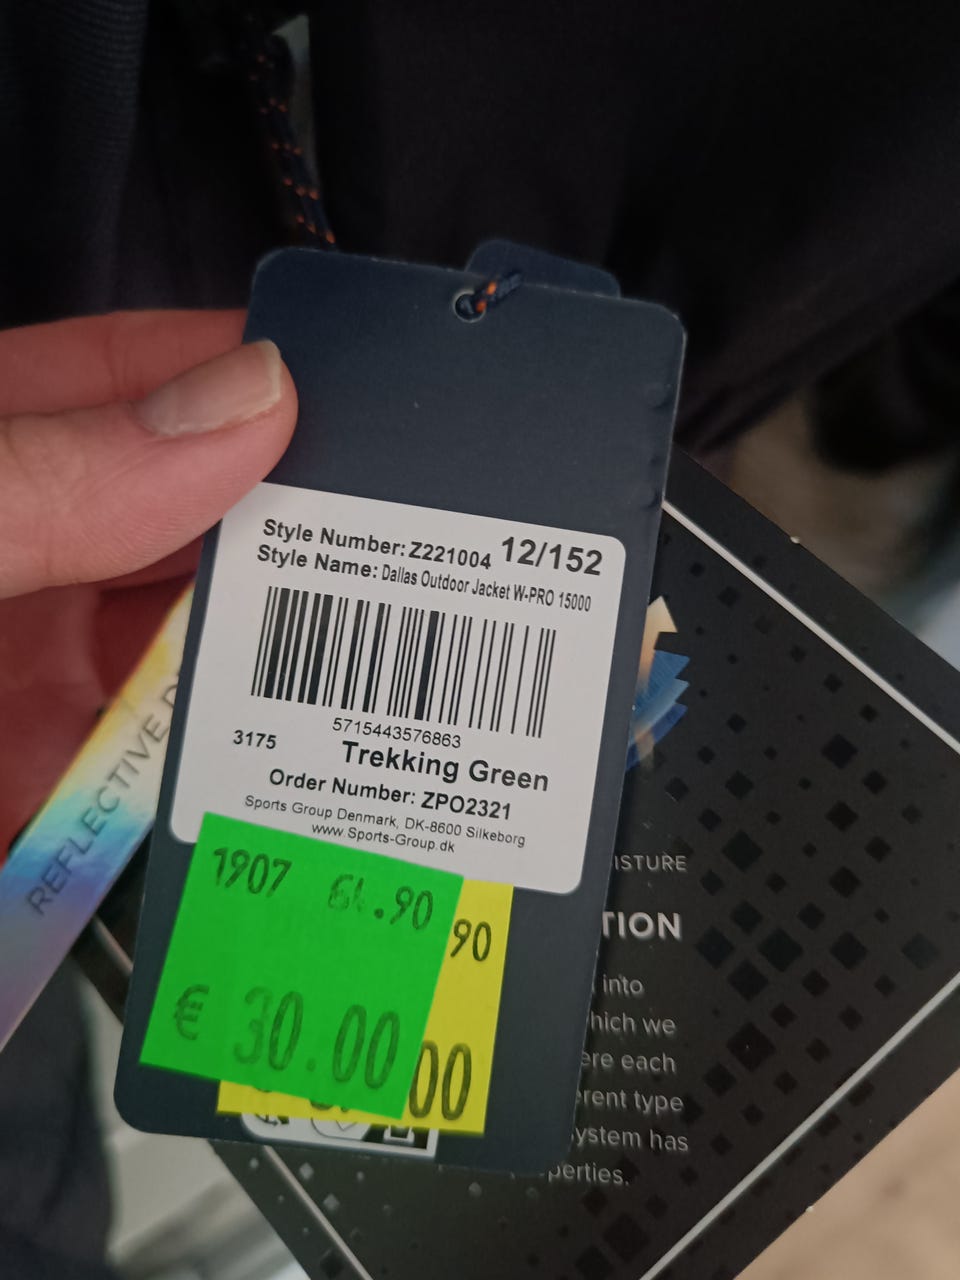 Style Number: Z221004 12/152
Style Name: Dallas Outdoor Jacket W-PRO 15000
5715443576863
3175 Trekking Green
Order Number: ZPO2321
Sports Group Denmark, DK-8600 Silkeborg
www.Sports-Group.dk
1907 64.90
€ 30.00
90
00
REFLECTIVE
ISTURE
TION
into
hich we
ere each
erent type
ystem has
perties.